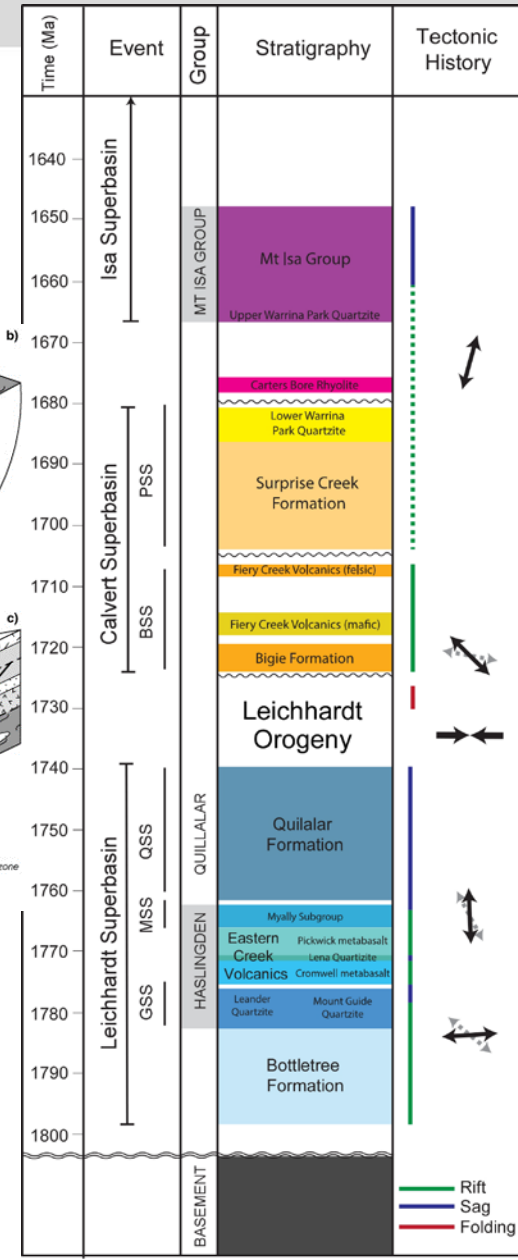 Time (Ma)
Event
Group
Stratigraphy
Tectonic
History
1640
1650
1660
1670
1680
1690
1700
1710
1720
1730
1740
1750
1760
1770
1780
1790
1800
Isa Superbasin
Calvert Superbasin
Leichhardt Superbasin
PSS
BSS
QSS
MSS
GSS
MT ISA GROUP
QUILLALAR
HASLINGDEN
BASEMENT
Mt Isa Group
Upper Warrina Park Quartzite
Carters Bore Rhyolite
Lower Warrina
Park Quartzite
Surprise Creek
Formation
Fiery Creek Volcanics (felsic)
Fiery Creek Volcanics (mafic)
Bigie Formation
Leichhardt
Orogeny
Quilalar
Formation
Myally Subgroup
Eastern
Creek
Volcanics
Pickwick metabasalt
Lena Quartizite
Cromwell metabasalt
Leander
Quartzite
Mount Guide
Quartzite
Bottletree
Formation
Rift
Sag
Folding
b)
c)
zone